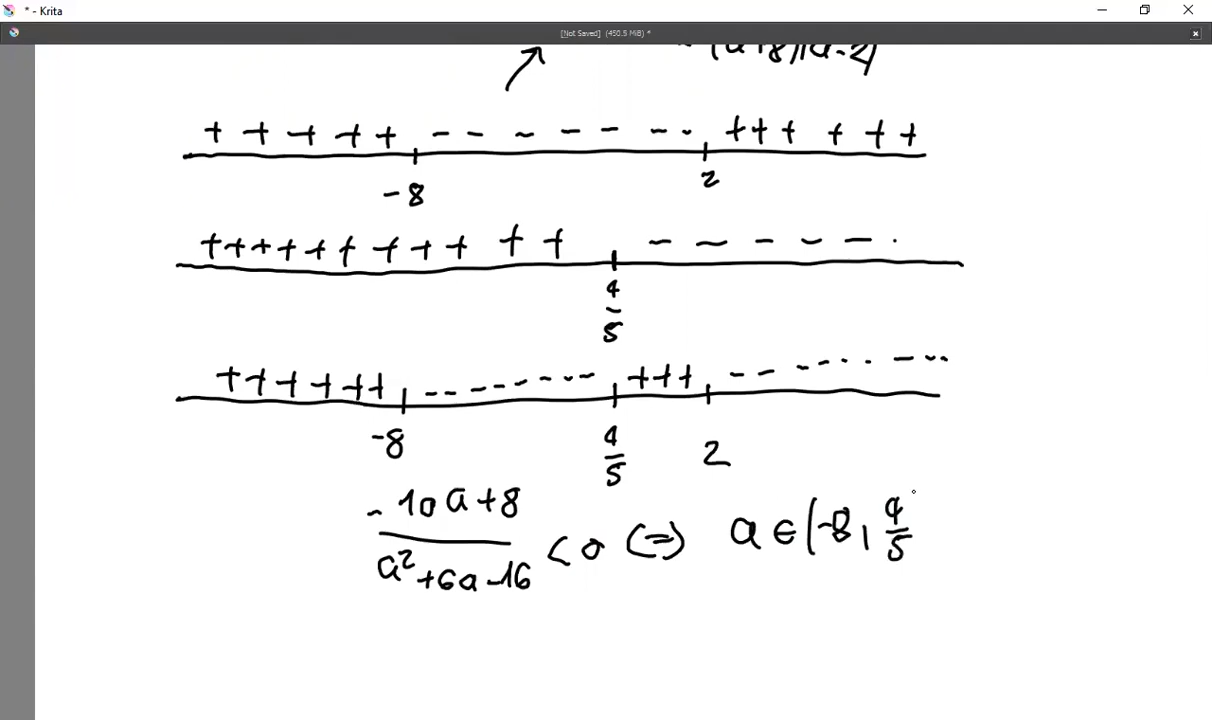 * - Krita
[Not Saved] (450.5 MiB) *
(a+8)(a-2)
+ + + + + - - - - - - - + + + + + +
-8 2
+ + + + + + + + + + + - - - - -
4/5
+ + + + + + - - - - - - - - + + + - - - - - - - - -
-8 4/5 2
(-10a+8)/(a²+6a-16) < 0 (=) a ∈ (-8, 4/5